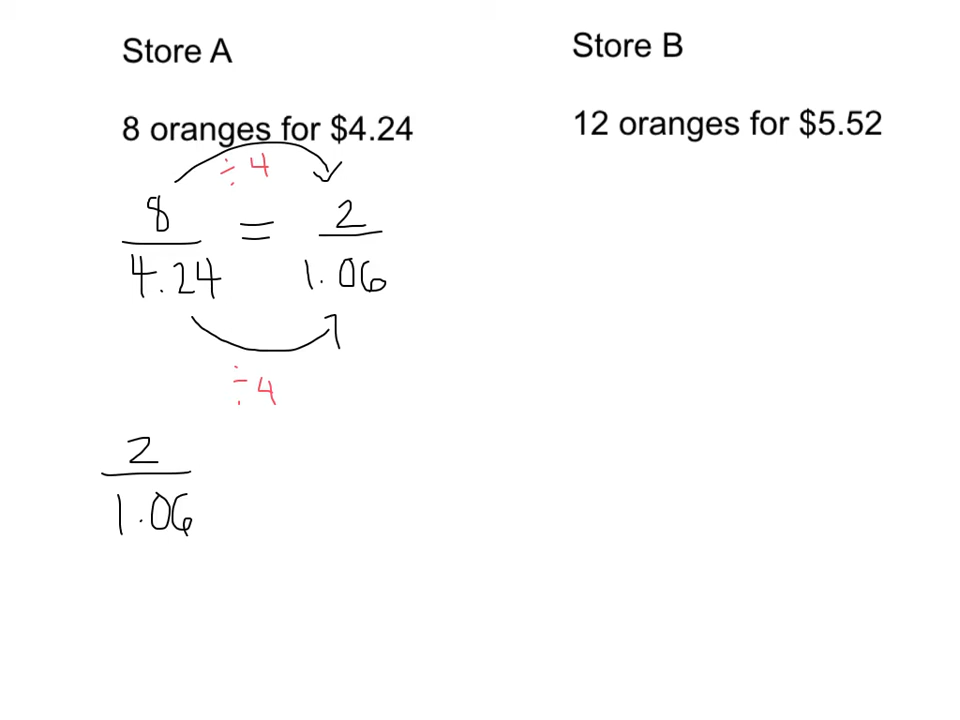 Store A
8 oranges for $4.24
÷ 4
8 = 2
4.24 1.06
÷ 4
2
1.06
Store B
12 oranges for $5.52